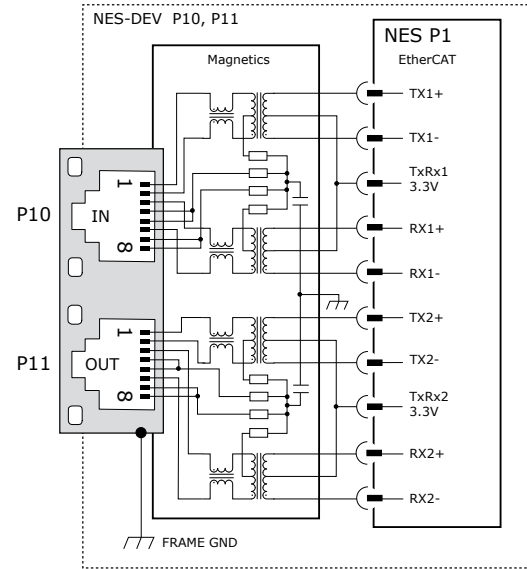 NES-DEV P10, P11
NES P1
Magnetics
EtherCAT
TX1+
TX1-
TxRx1
3.3V
P10
1
IN
8
RX1+
RX1-
TX2+
P11
1
OUT
8
TX2-
TxRx2
3.3V
RX2+
RX2-
FRAME GND